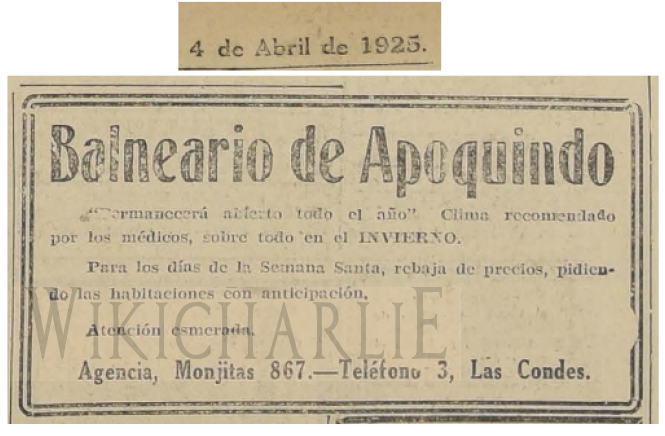 4 de Abril de 1925.
Balneario de Apoquindo
"Permanecerá abierto todo el año". Clima recomendado
por los médicos, sobre todo en el INVIERNO.
Para los días de la Semana Santa, rebaja de precios, pidien-
do las habitaciones con anticipación.
Atención esmerada.
WIKICHARLIE
Agencia, Monjitas 867.—Teléfono 3, Las Condes.